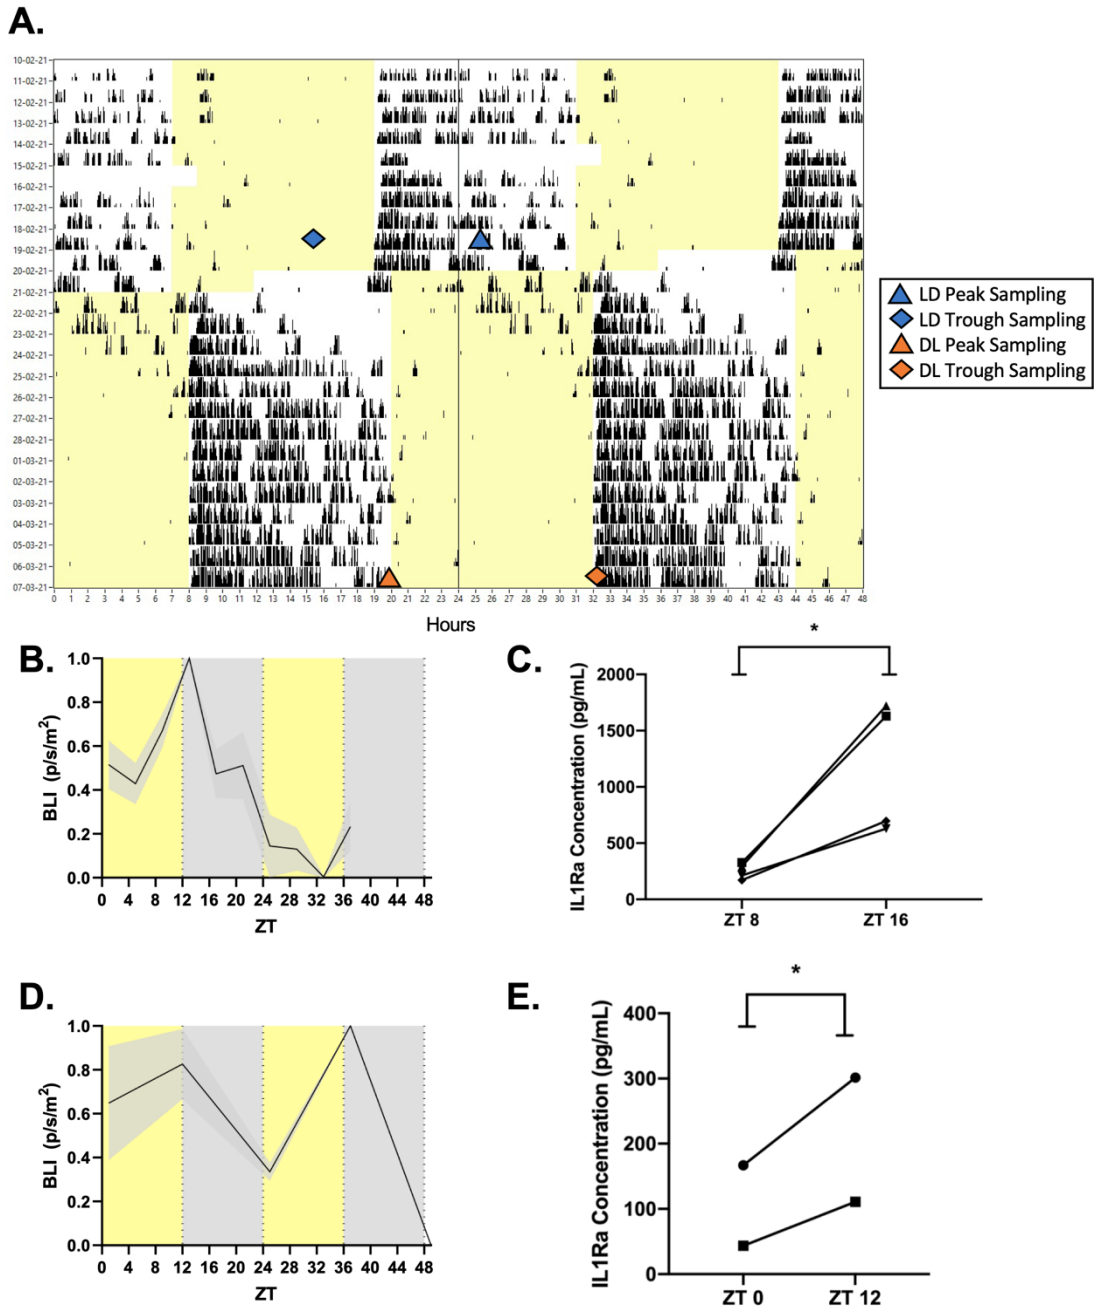 A.
10-02-21
11-02-21
12-02-21
13-02-21
14-02-21
15-02-21
16-02-21
17-02-21
18-02-21
19-02-21
20-02-21
21-02-21
22-02-21
23-02-21
24-02-21
25-02-21
26-02-21
27-02-21
28-02-21
01-03-21
02-03-21
03-03-21
04-03-21
05-03-21
06-03-21
07-03-21
0 1 2 3 4 5 6 7 8 9 10 11 12 13 14 15 16 17 18 19 20 21 22 23 24 25 26 27 28 29 30 31 32 33 34 35 36 37 38 39 40 41 42 43 44 45 46 47 48
Hours
LD Peak Sampling
LD Trough Sampling
DL Peak Sampling
DL Trough Sampling
B.
BLI (p/s/m²)
1.0
0.8
0.6
0.4
0.2
0.0
0 4 8 12 16 20 24 28 32 36 40 44 48
ZT
C.
*
IL1Ra Concentration (pg/mL)
2000
1500
1000
500
0
ZT 8 ZT 16
D.
BLI (p/s/m²)
1.0
0.8
0.6
0.4
0.2
0.0
0 4 8 12 16 20 24 28 32 36 40 44 48
ZT
E.
*
IL1Ra Concentration (pg/mL)
400
300
200
100
0
ZT 0 ZT 12